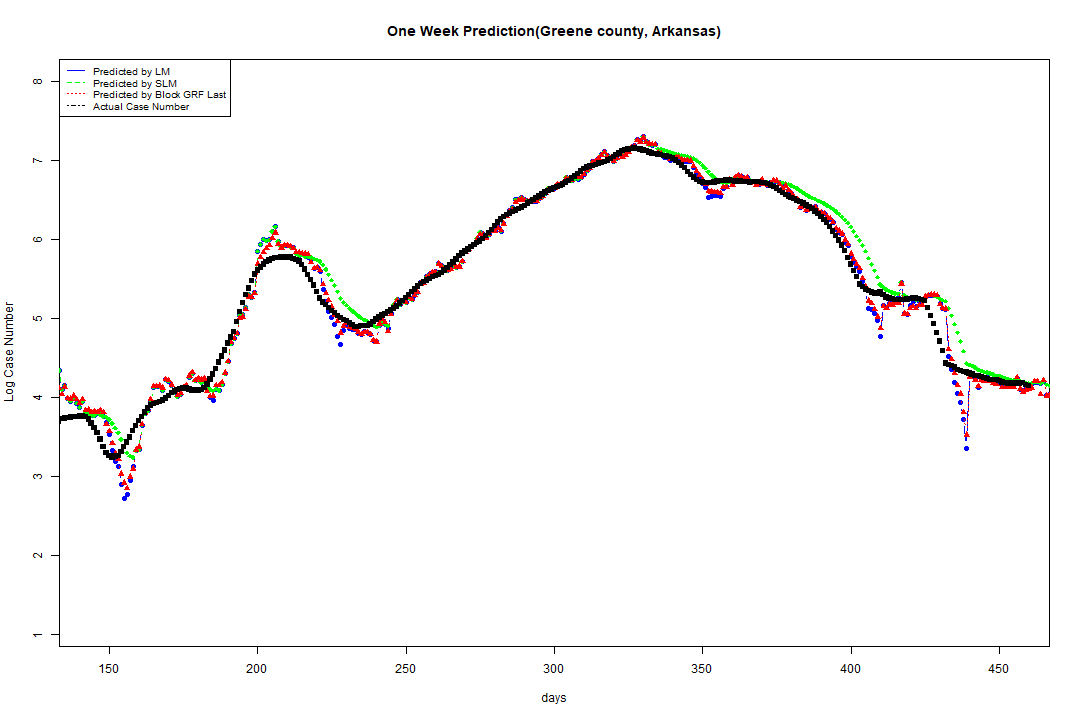 One Week Prediction(Greene county, Arkansas)
Predicted by LM
Predicted by SLM
Predicted by Block GRF Last
Actual Case Number
Log Case Number
8
7
6
5
4
3
2
1
150 200 250 300 350 400 450
days